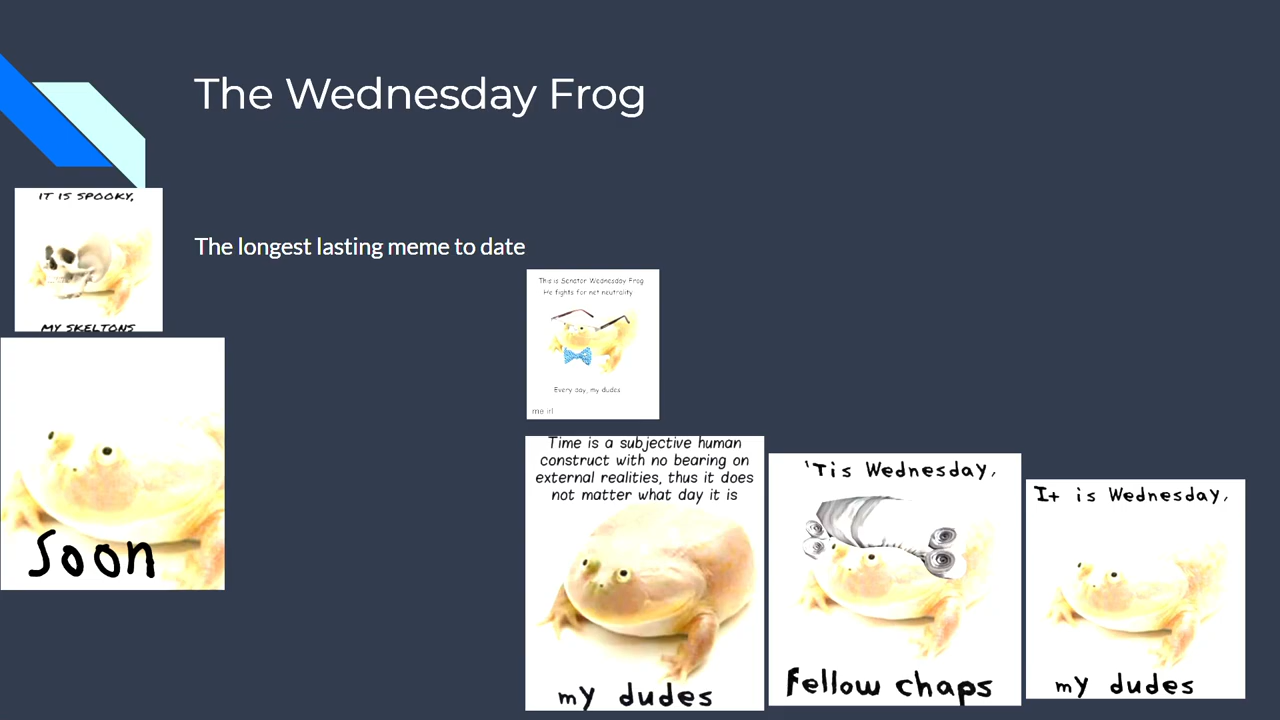 The Wednesday Frog
IT IS SPOOKY,
MY SKELTONS
The longest lasting meme to date
This is Senator Wednesday Frog
He fights for net neutrality
Every day, my dudes
me irl
Soon
Time is a subjective human
construct with no bearing on
external realities, thus it does
not matter what day it is
my dudes
'Tis Wednesday,
fellow chaps
It is Wednesday,
my dudes